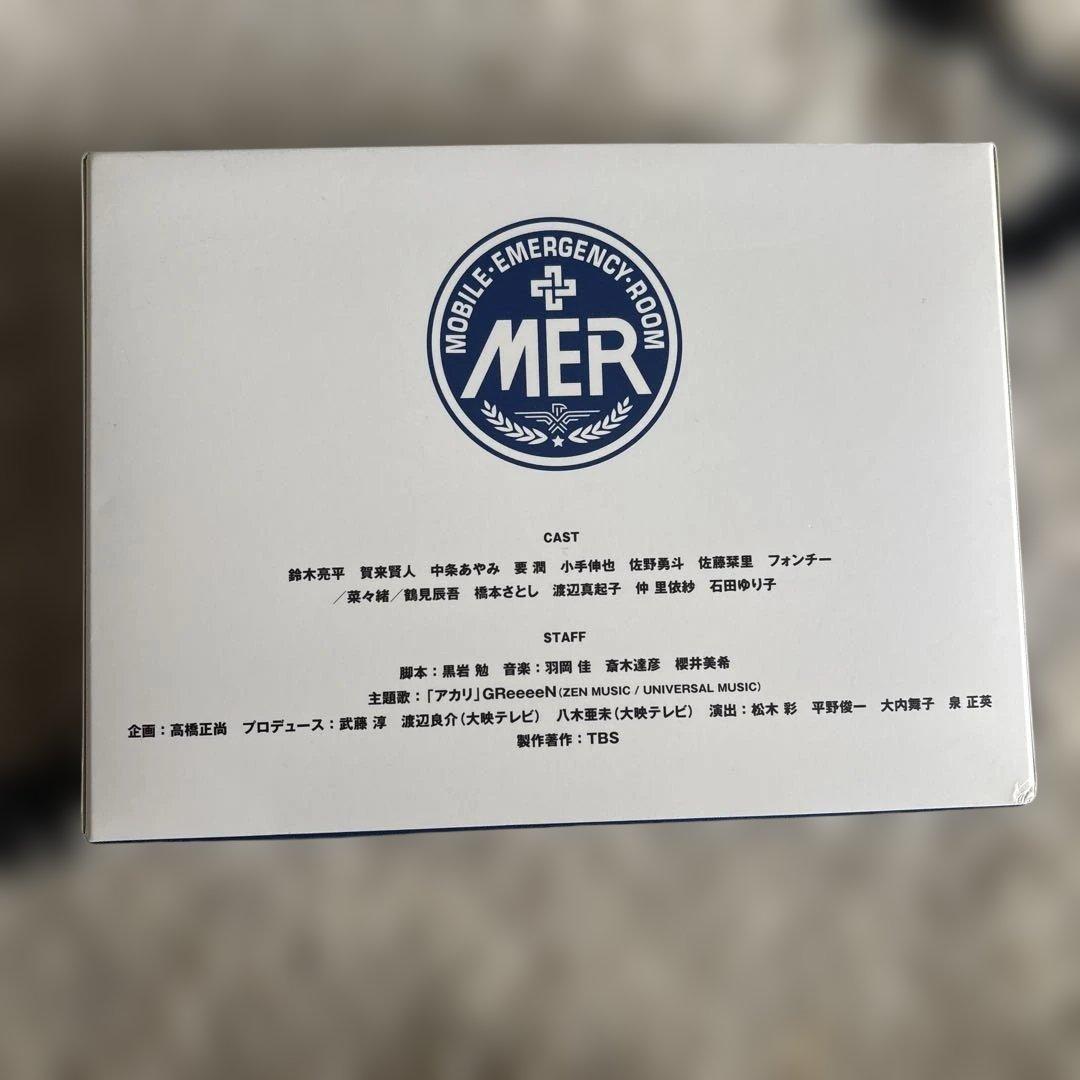 MOBILE・EMERGENCY・ROOM
MER
CAST
鈴木亮平　賀来賢人　中条あやみ　要 潤　小手伸也　佐野勇斗　佐藤栞里　フォンチー
／菜々緒／鶴見辰吾　橋本さとし　渡辺真起子　仲 里依紗　石田ゆり子
STAFF
脚本：黒岩 勉　音楽：羽岡 佳　斎木達彦　櫻井美希
主題歌：「アカリ」GReeeeN（ZEN MUSIC / UNIVERSAL MUSIC）
企画：高橋正尚　プロデュース：武藤 淳　渡辺良介（大映テレビ）　八木亜未（大映テレビ）　演出：松木 彩　平野俊一　大内舞子　泉 正英
製作著作：TBS